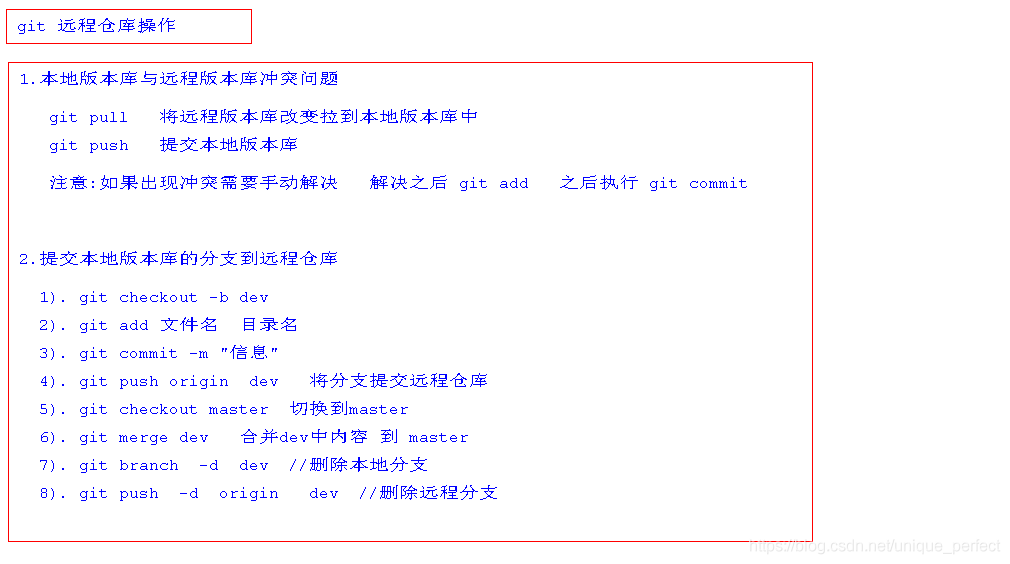 git 远程仓库操作
1.本地版本库与远程版本库冲突问题
git pull 将远程版本库改变拉到本地版本库中
git push 提交本地版本库
注意:如果出现冲突需要手动解决 解决之后 git add 之后执行 git commit
2.提交本地版本库的分支到远程仓库
1). git checkout -b dev
2). git add 文件名 目录名
3). git commit -m "信息"
4). git push origin dev 将分支提交远程仓库
5). git checkout master 切换到master
6). git merge dev 合并dev中内容 到 master
7). git branch -d dev //删除本地分支
8). git push -d origin dev //删除远程分支
https://blog.csdn.net/unique_perfect